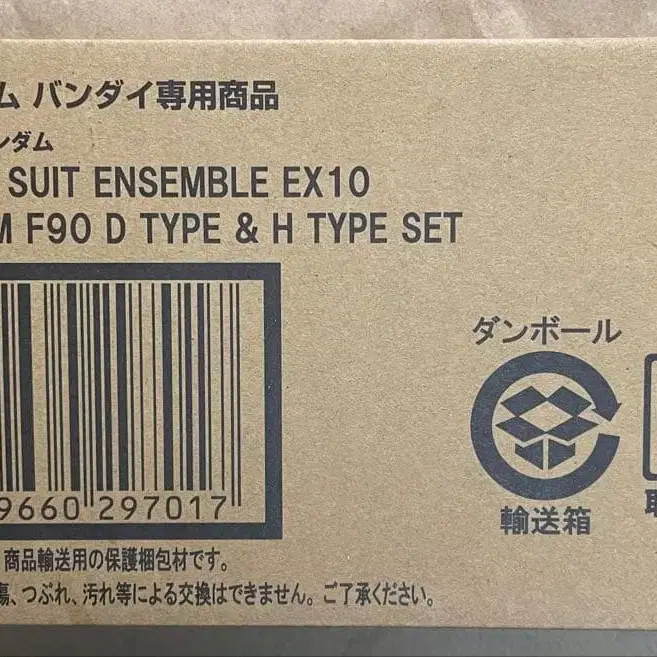 ム バンダイ専用商品
ンダム
SUIT ENSEMBLE EX10
M F90 D TYPE & H TYPE SET
9660 297017
ダンボール
輸送箱
商品輸送用の保護梱包材です。
傷、つぶれ、汚れ等による交換はできません。ご了承ください。